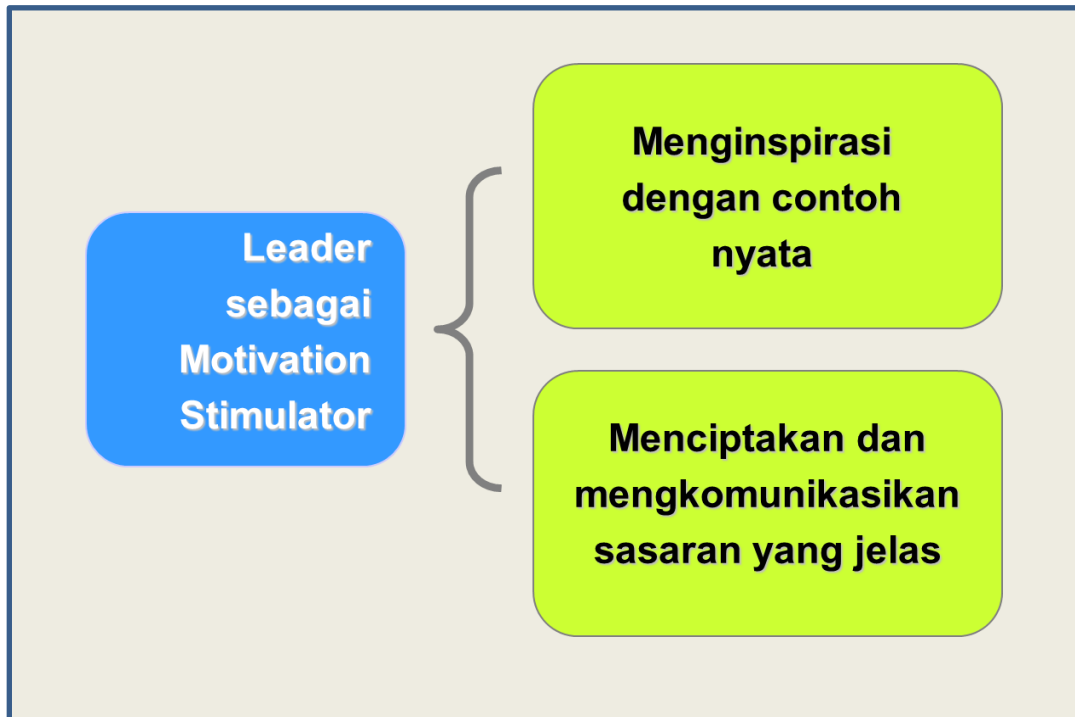 Leader
sebagai
Motivation
Stimulator
Menginspirasi
dengan contoh
nyata
Menciptakan dan
mengkomunikasikan
sasaran yang jelas